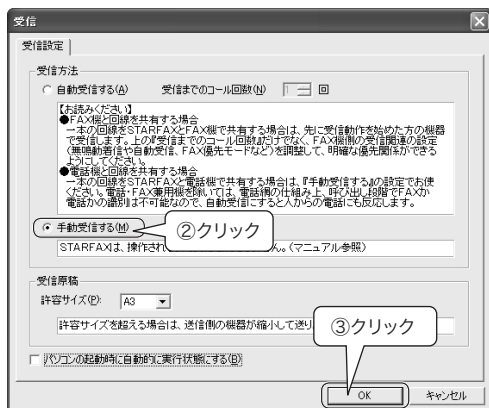 受信
受信設定
受信方法
自動受信する(A) 受信までのコール回数(N) 1 回
【お読みください】
●FAX機と回線を共有する場合
一本の回線をSTARFAXとFAX機で共有する場合は、先に受信動作を始めた方の機器
で受信します。上の『受信までのコール回数』だけでなく、FAX機側の受信関連の設定
(無鳴動着信や自動受信、FAX優先モードなど)を調整して、明確な優先関係ができる
ようにしてください。
●電話機と回線を共有する場合
一本の回線をSTARFAXと電話機で共有する場合は、『手動受信する』の設定でお使
ください。電話・FAX兼用機を除いては、電話網の仕組み上、呼び出し段階でFAXか
電話かの識別は不可能なので、自動受信にすると人からの電話にも反応します。
手動受信する(M)
②クリック
STARFAXは、操作され ん。(マニュアル参照)
受信原稿
許容サイズ(P): A3
許容サイズを超える場合は、送信側の機器が縮小して送り
③クリック
パソコンの起動時に自動的に実行状態にする(B)
OK キャンセル